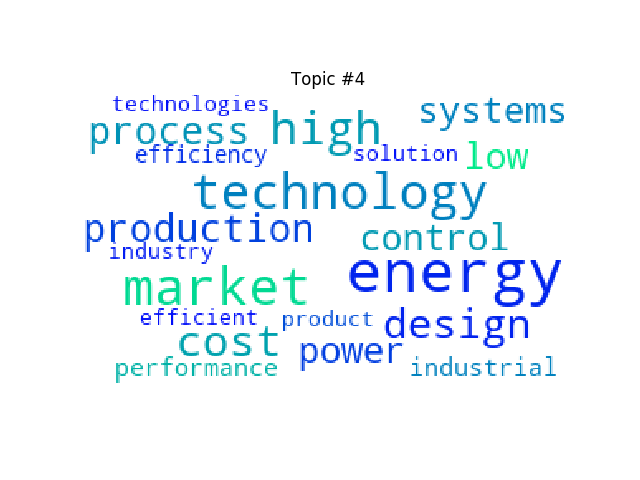 Topic #4
technologies
systems
process high
efficiency solution low
technology
production control
industry
energy
market
efficient product design
cost power
performance industrial